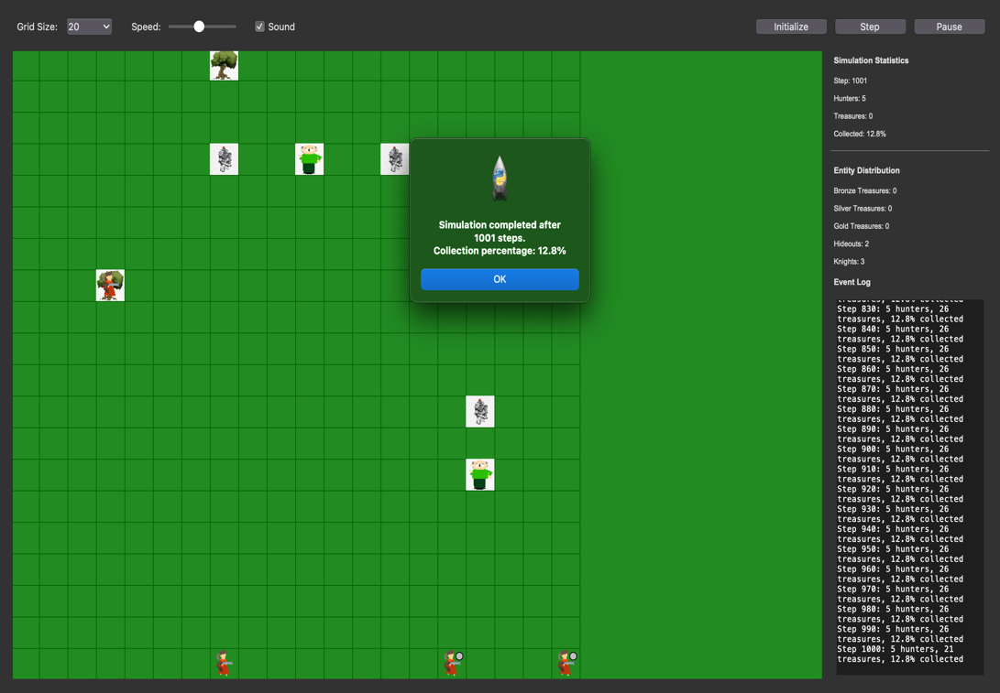 Grid Size: 20 Speed: Sound Initialize Step Pause
Simulation Statistics
Step: 1001
Hunters: 5
Treasures: 0
Collected: 12.8%
Entity Distribution
Bronze Treasures: 0
Silver Treasures: 0
Gold Treasures: 0
Hideouts: 2
Knights: 3
Simulation completed after
1001 steps.
Collection percentage: 12.8%
OK
Event Log
treasures, 12.8% collected
Step 830: 5 hunters, 26
treasures, 12.8% collected
Step 840: 5 hunters, 26
treasures, 12.8% collected
Step 850: 5 hunters, 26
treasures, 12.8% collected
Step 860: 5 hunters, 26
treasures, 12.8% collected
Step 870: 5 hunters, 26
treasures, 12.8% collected
Step 880: 5 hunters, 26
treasures, 12.8% collected
Step 890: 5 hunters, 26
treasures, 12.8% collected
Step 900: 5 hunters, 26
treasures, 12.8% collected
Step 910: 5 hunters, 26
treasures, 12.8% collected
Step 920: 5 hunters, 26
treasures, 12.8% collected
Step 930: 5 hunters, 26
treasures, 12.8% collected
Step 940: 5 hunters, 26
treasures, 12.8% collected
Step 950: 5 hunters, 26
treasures, 12.8% collected
Step 960: 5 hunters, 26
treasures, 12.8% collected
Step 970: 5 hunters, 26
treasures, 12.8% collected
Step 980: 5 hunters, 26
treasures, 12.8% collected
Step 990: 5 hunters, 26
treasures, 12.8% collected
Step 1000: 5 hunters, 21
treasures, 12.8% collected